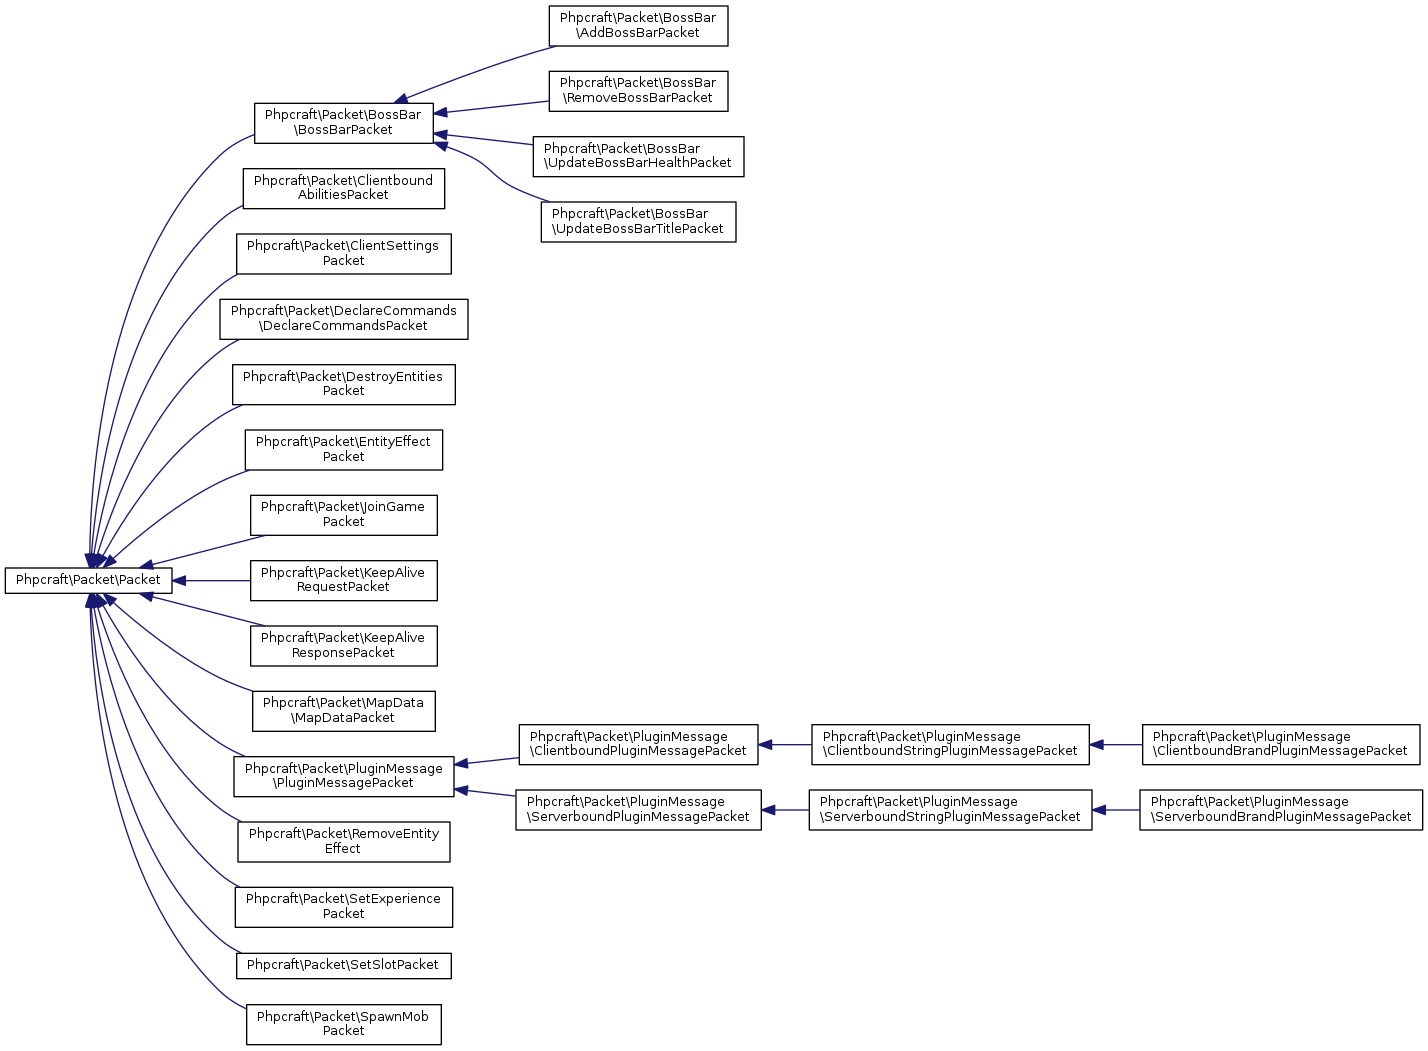 Phpcraft\Packet\BossBar
\AddBossBarPacket
Phpcraft\Packet\BossBar
\RemoveBossBarPacket
Phpcraft\Packet\BossBar
\BossBarPacket
Phpcraft\Packet\BossBar
\UpdateBossBarHealthPacket
Phpcraft\Packet\Clientbound
AbilitiesPacket
Phpcraft\Packet\BossBar
\UpdateBossBarTitlePacket
Phpcraft\Packet\ClientSettings
Packet
Phpcraft\Packet\DeclareCommands
\DeclareCommandsPacket
Phpcraft\Packet\DestroyEntities
Packet
Phpcraft\Packet\EntityEffect
Packet
Phpcraft\Packet\JoinGame
Packet
Phpcraft\Packet\Packet
Phpcraft\Packet\KeepAlive
RequestPacket
Phpcraft\Packet\KeepAlive
ResponsePacket
Phpcraft\Packet\MapData
\MapDataPacket
Phpcraft\Packet\PluginMessage
\ClientboundPluginMessagePacket
Phpcraft\Packet\PluginMessage
\ClientboundStringPluginMessagePacket
Phpcraft\Packet\PluginMessage
\ClientboundBrandPluginMessagePacket
Phpcraft\Packet\PluginMessage
\PluginMessagePacket
Phpcraft\Packet\PluginMessage
\ServerboundPluginMessagePacket
Phpcraft\Packet\PluginMessage
\ServerboundStringPluginMessagePacket
Phpcraft\Packet\PluginMessage
\ServerboundBrandPluginMessagePacket
Phpcraft\Packet\RemoveEntity
Effect
Phpcraft\Packet\SetExperience
Packet
Phpcraft\Packet\SetSlotPacket
Phpcraft\Packet\SpawnMob
Packet